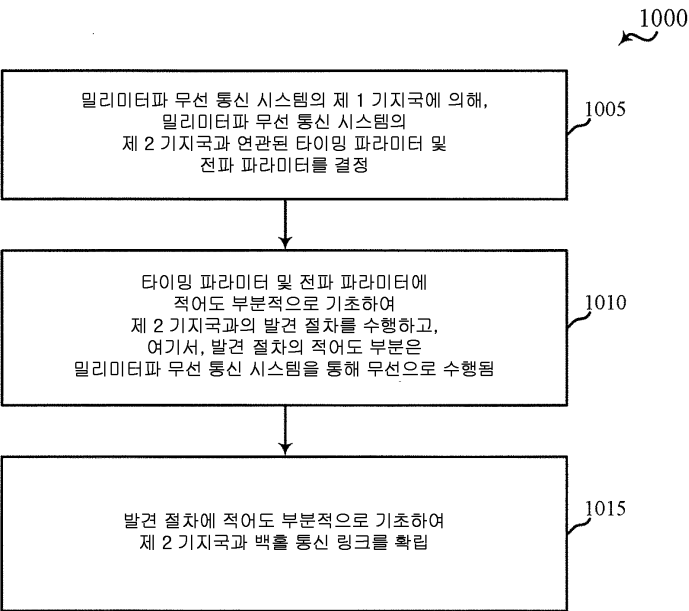 1000
밀리미터파 무선 통신 시스템의 제 1 기지국에 의해,
밀리미터파 무선 통신 시스템의
제 2 기지국과 연관된 타이밍 파라미터 및
전파 파라미터를 결정
1005
타이밍 파라미터 및 전파 파라미터에
적어도 부분적으로 기초하여
제 2 기지국과의 발견 절차를 수행하고,
여기서, 발견 절차의 적어도 부분은
밀리미터파 무선 통신 시스템을 통해 무선으로 수행됨
1010
발견 절차에 적어도 부분적으로 기초하여
제 2 기지국과 백홀 통신 링크를 확립
1015